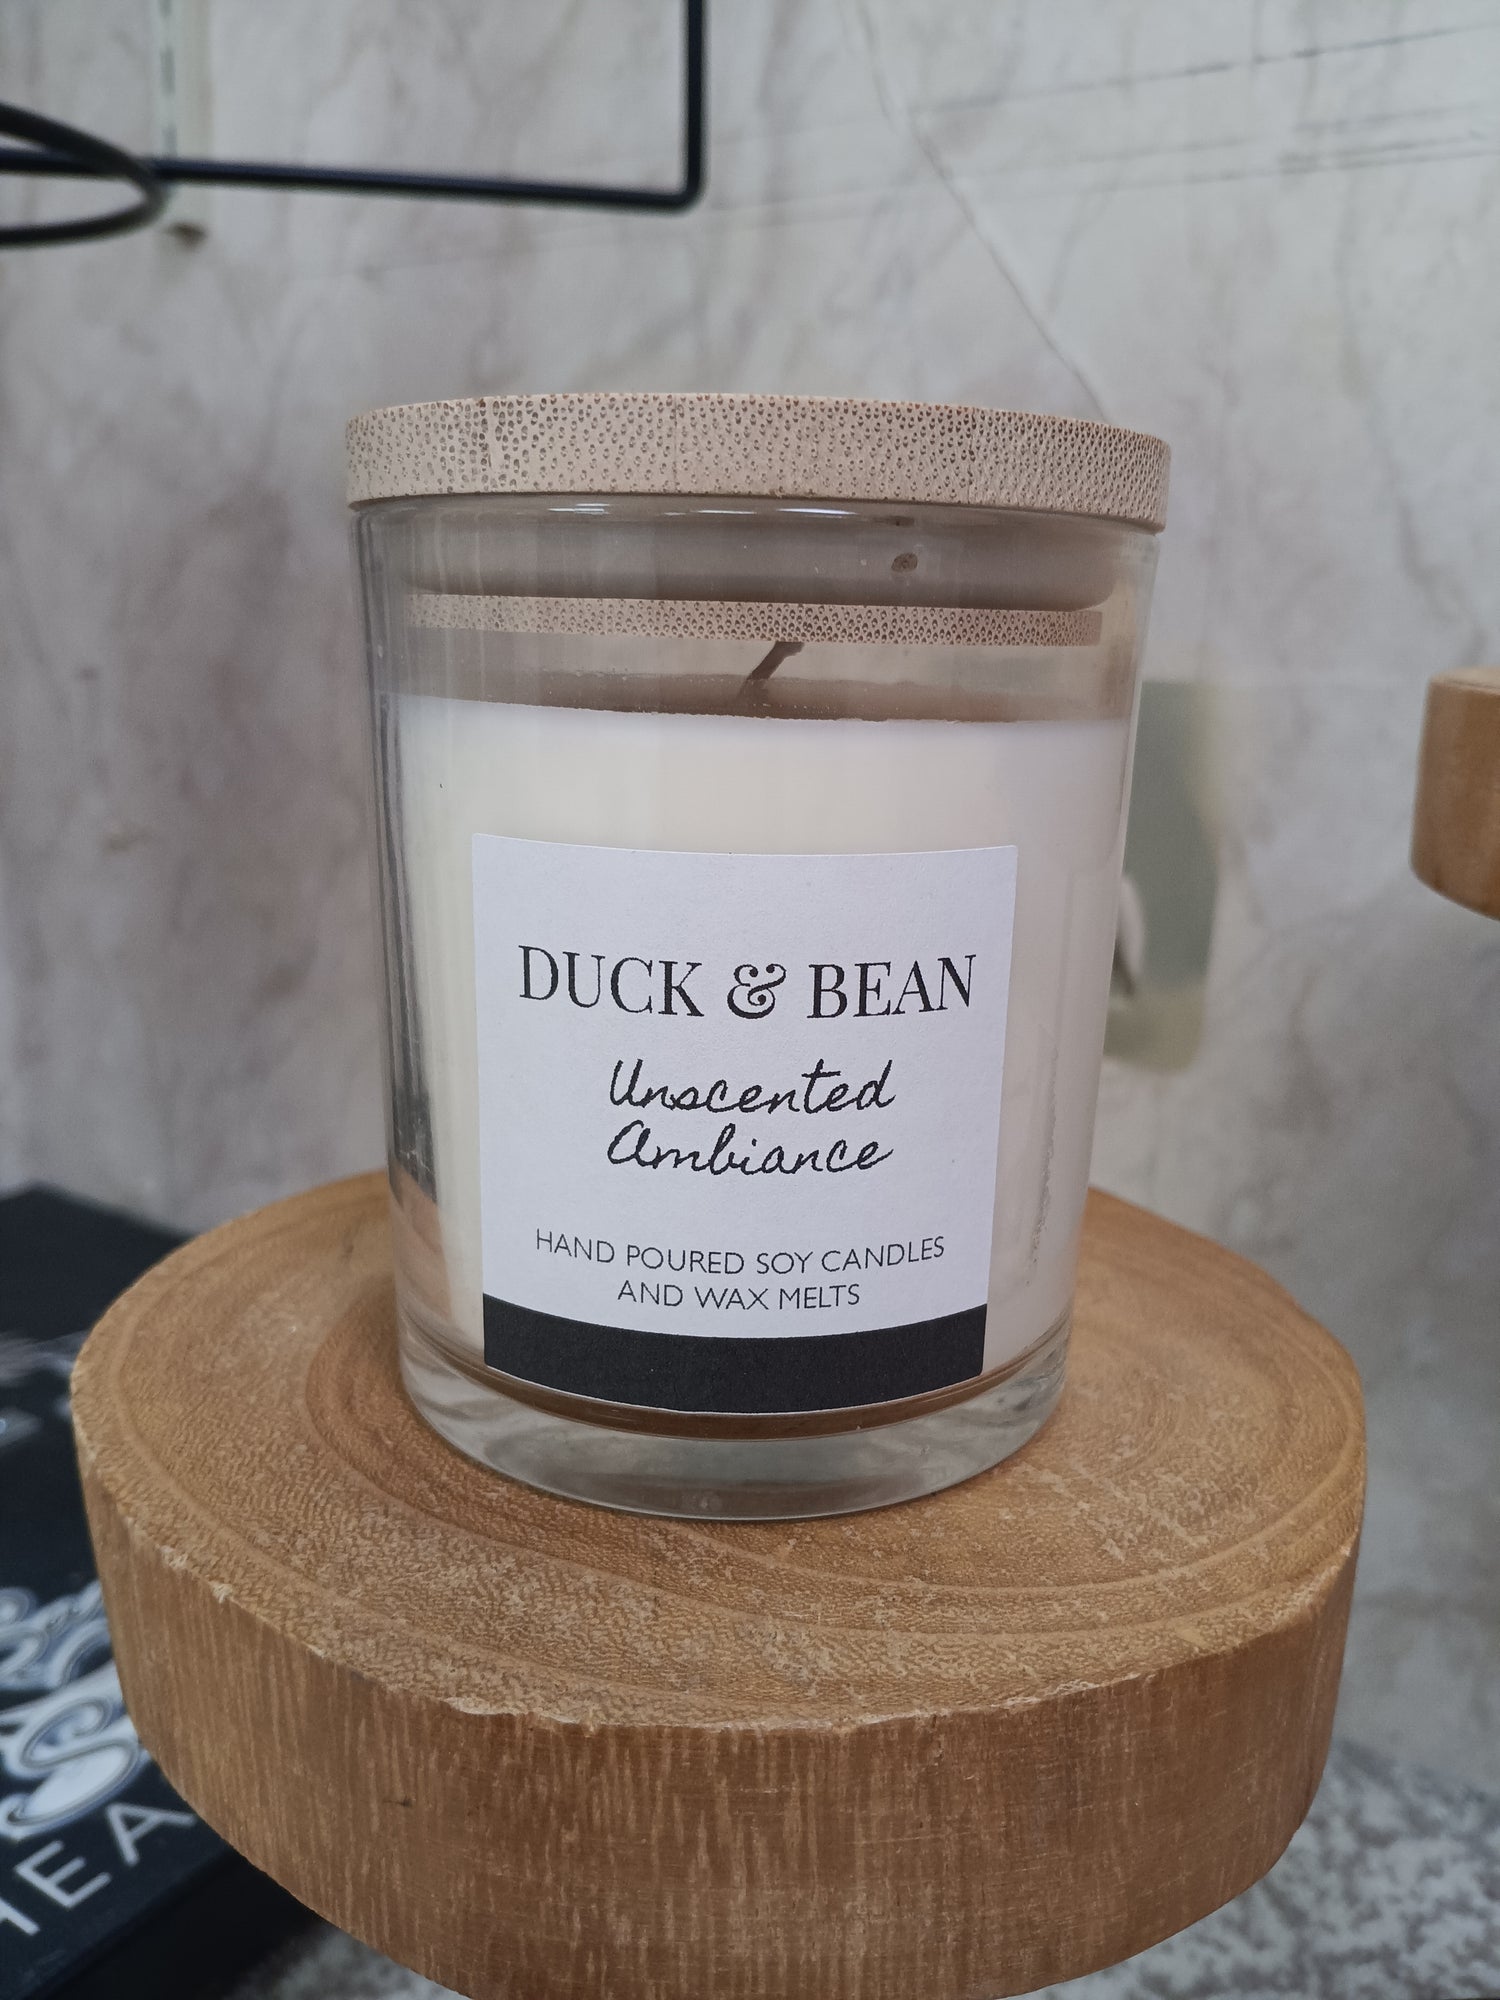 DUCK & BEAN
Unscented
Ambiance
HAND POURED SOY CANDLES
AND WAX MELTS